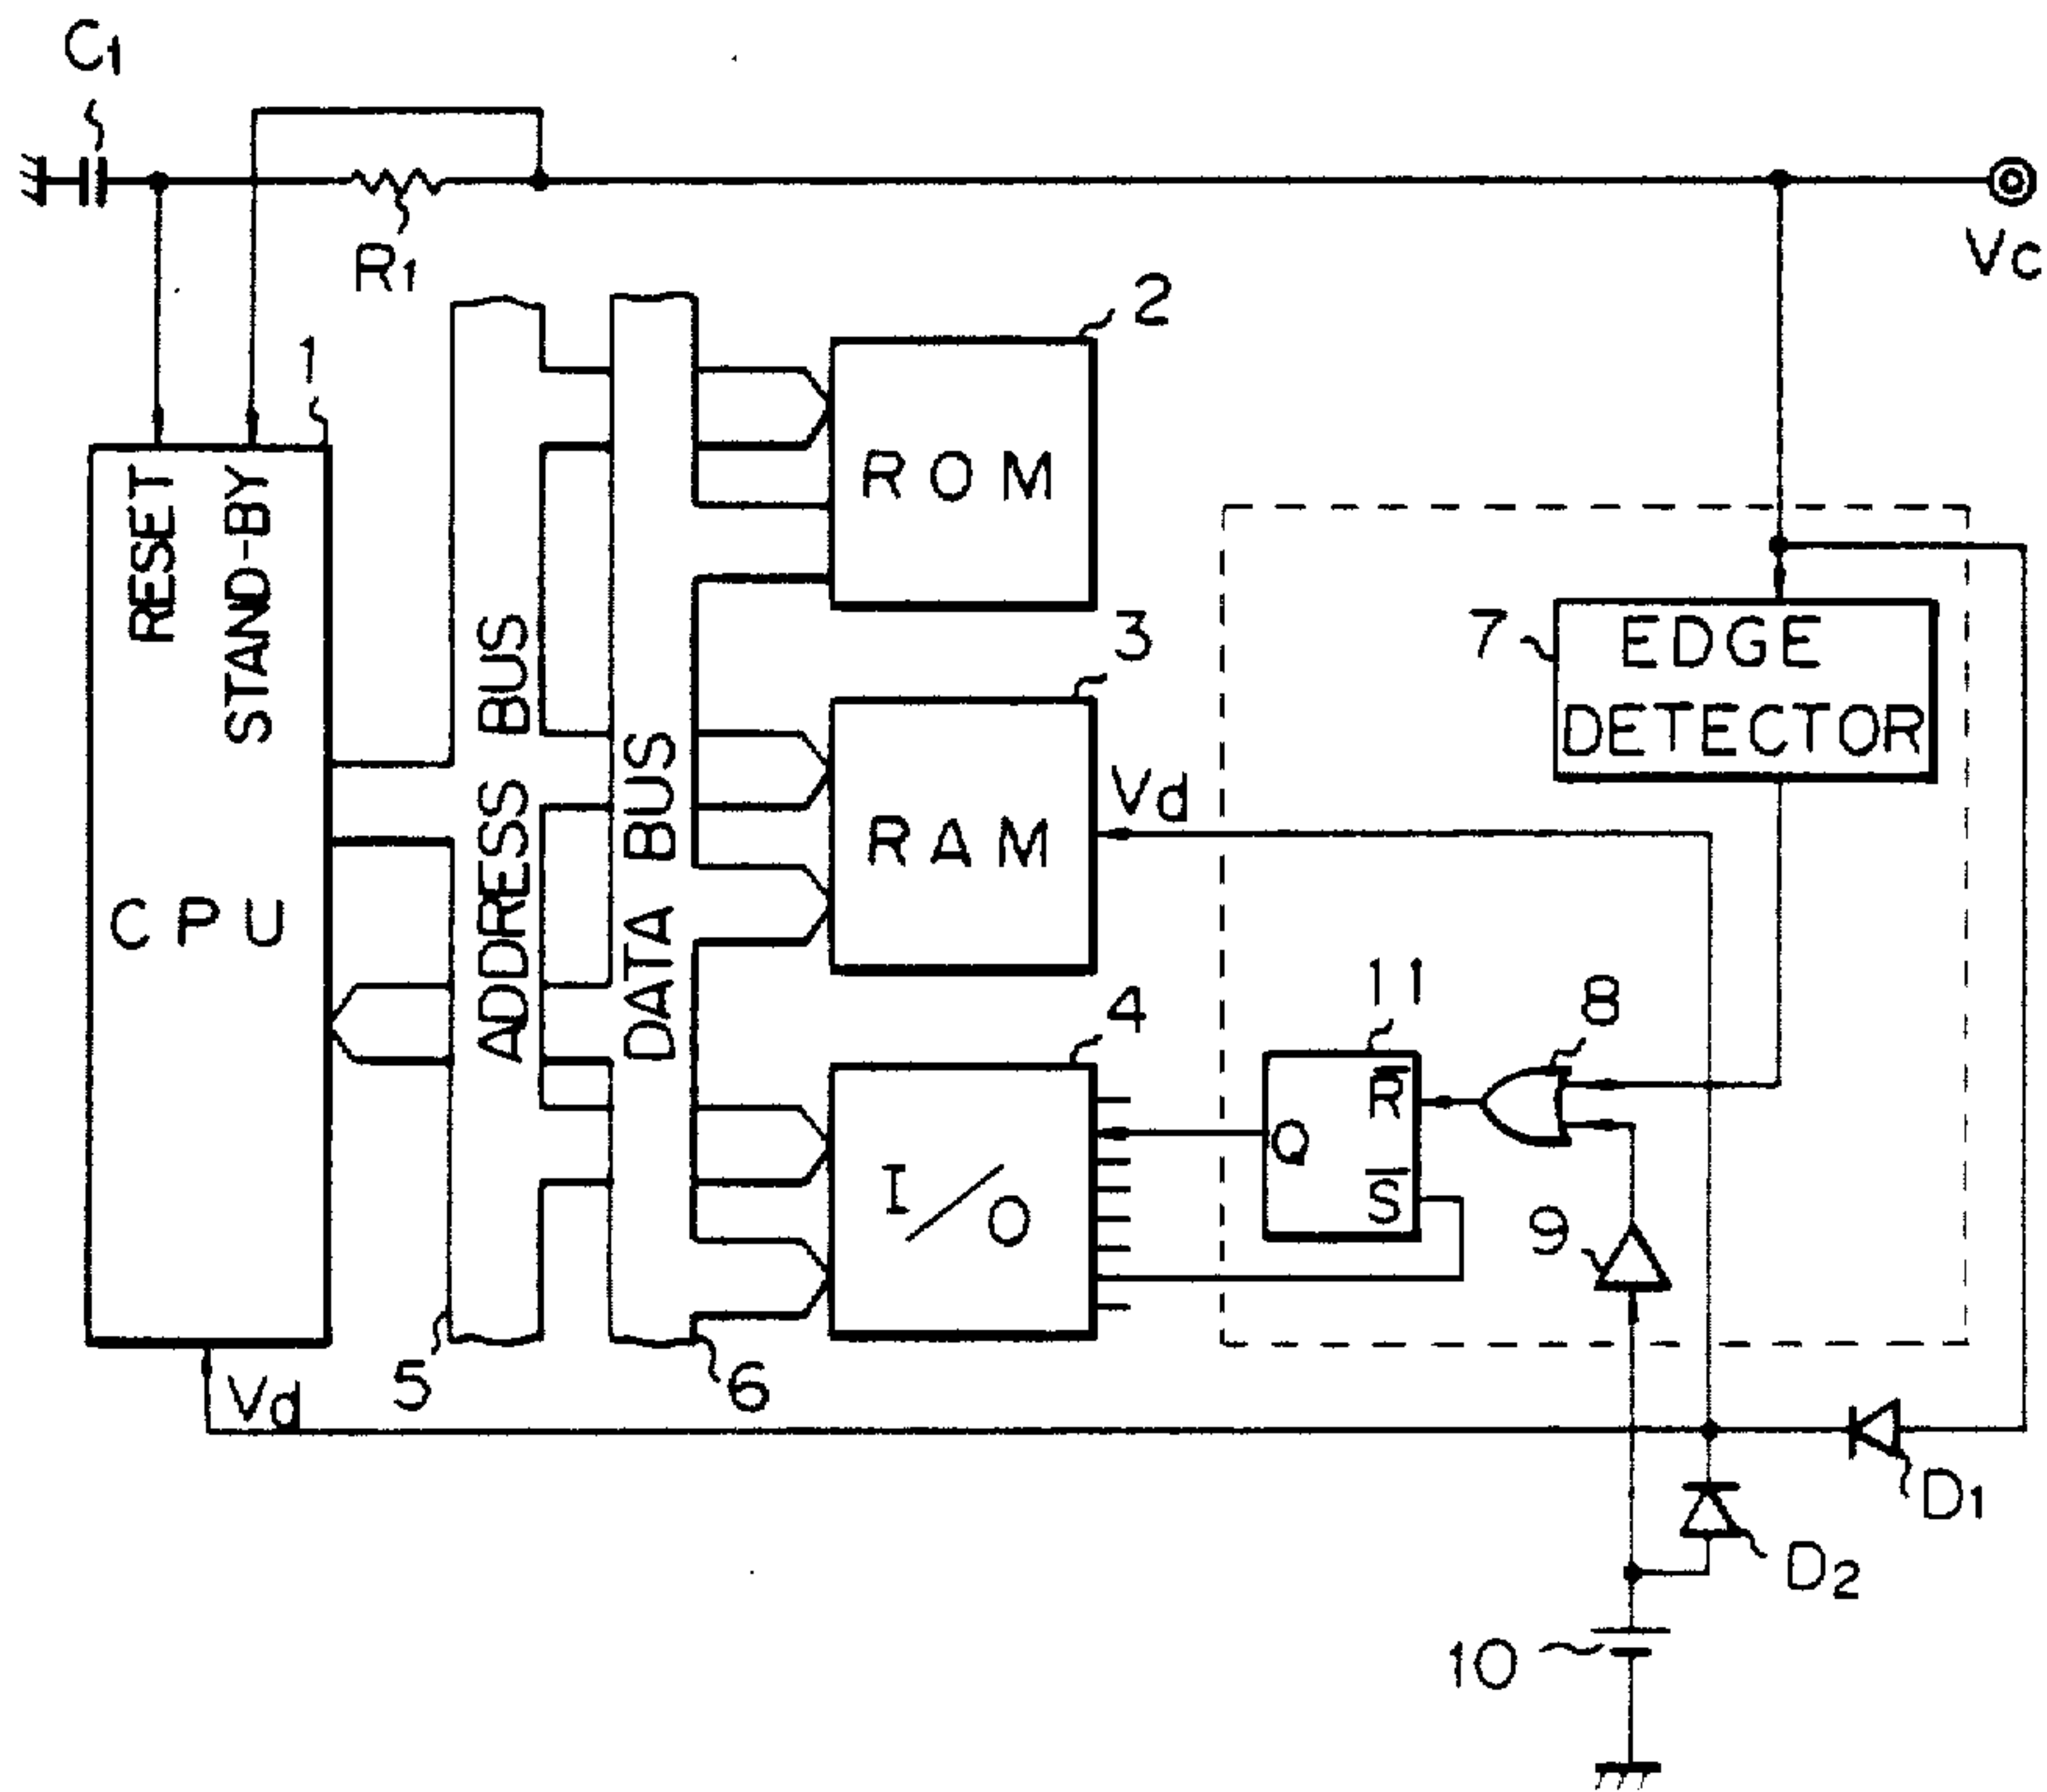 C1
R1
Vc
1
2
RESET
STAND-BY
CPU
ADDRESS BUS
DATA BUS
ROM
3
RAM
Vd
7
EDGE
DETECTOR
4
I/O
11
R̅
Q
S̅
8
9
5
6
Vd
D1
D2
10